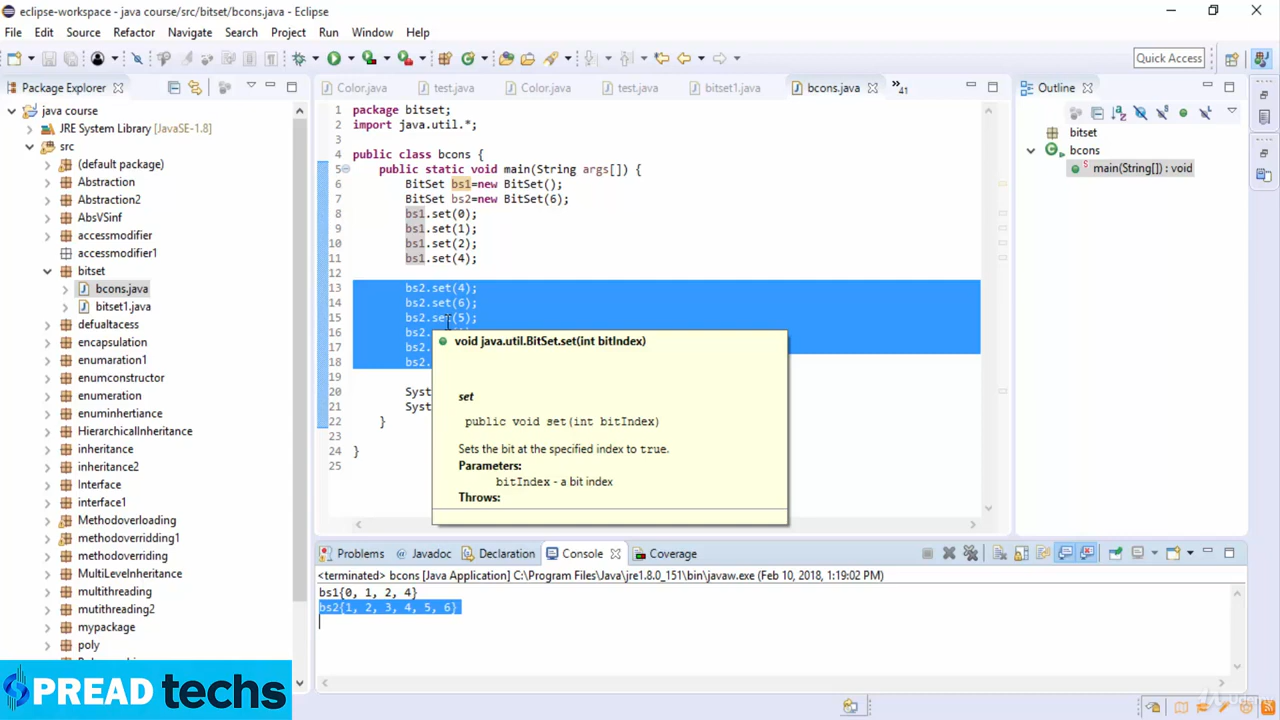 eclipse-workspace - java course/src/bitset/bcons.java - Eclipse
File Edit Source Refactor Navigate Search Project Run Window Help
Quick Access
Package Explorer
java course
JRE System Library [JavaSE-1.8]
src
(default package)
Abstraction
Abstraction2
AbsVSinf
accessmodifier
accessmodifier1
bitset
bcons.java
bitset1.java
defualtacess
encapsulation
enumaration1
enumconstructor
enumeration
enuminhertiance
HierarchicalInheritance
inheritance
inheritance2
Interface
interface1
Methodoverloading
methodoverridding1
methodoverriding
MultiLevelInheritance
multithreading
mutithreading2
mypackage
poly
SPREAD techs
Color.java test.java Color.java test.java bitset1.java bcons.java »41
1 package bitset;
2 import java.util.*;
3
4 public class bcons {
5 public static void main(String args[]) {
6 BitSet bs1=new BitSet();
7 BitSet bs2=new BitSet(6);
8 bs1.set(0);
9 bs1.set(1);
10 bs1.set(2);
11 bs1.set(4);
12
13 bs2.set(4);
14 bs2.set(6);
15 bs2.set(5);
16 bs2.
17 bs2.
18 bs2.
19
20 Syst
21 Syst
22 }
23
24 }
25
void java.util.BitSet.set(int bitIndex)
set
public void set(int bitIndex)
Sets the bit at the specified index to true.
Parameters:
bitIndex - a bit index
Throws:
Outline
bitset
bcons
main(String[]) : void
Problems Javadoc Declaration Console Coverage
<terminated> bcons [Java Application] C:\Program Files\Java\jre1.8.0_151\bin\javaw.exe (Feb 10, 2018, 1:19:02 PM)
bs1{0, 1, 2, 4}
bs2{1, 2, 3, 4, 5, 6}